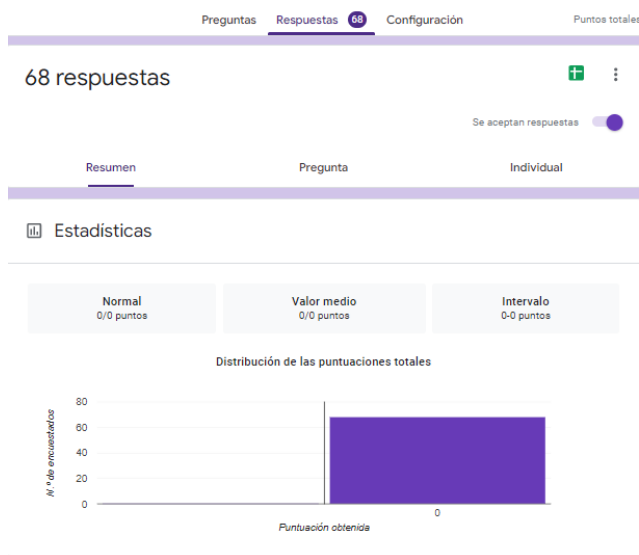 Preguntas Respuestas 68 Configuración Puntos totales
68 respuestas
Se aceptan respuestas
Resumen Pregunta Individual
Estadísticas
Normal Valor medio Intervalo
0/0 puntos 0/0 puntos 0-0 puntos
Distribución de las puntuaciones totales
80
60
40
20
0
N.º de encuestados
0
Puntuación obtenida